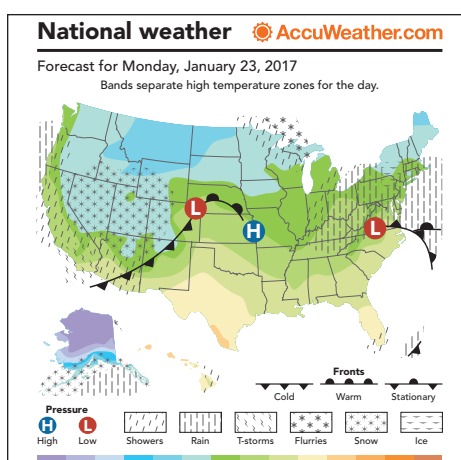 National weather AccuWeather.com
Forecast for Monday, January 23, 2017
Bands separate high temperature zones for the day.
L
H
L
Fronts
Cold Warm Stationary
Pressure
H L
High Low Showers Rain T-storms Flurries Snow Ice